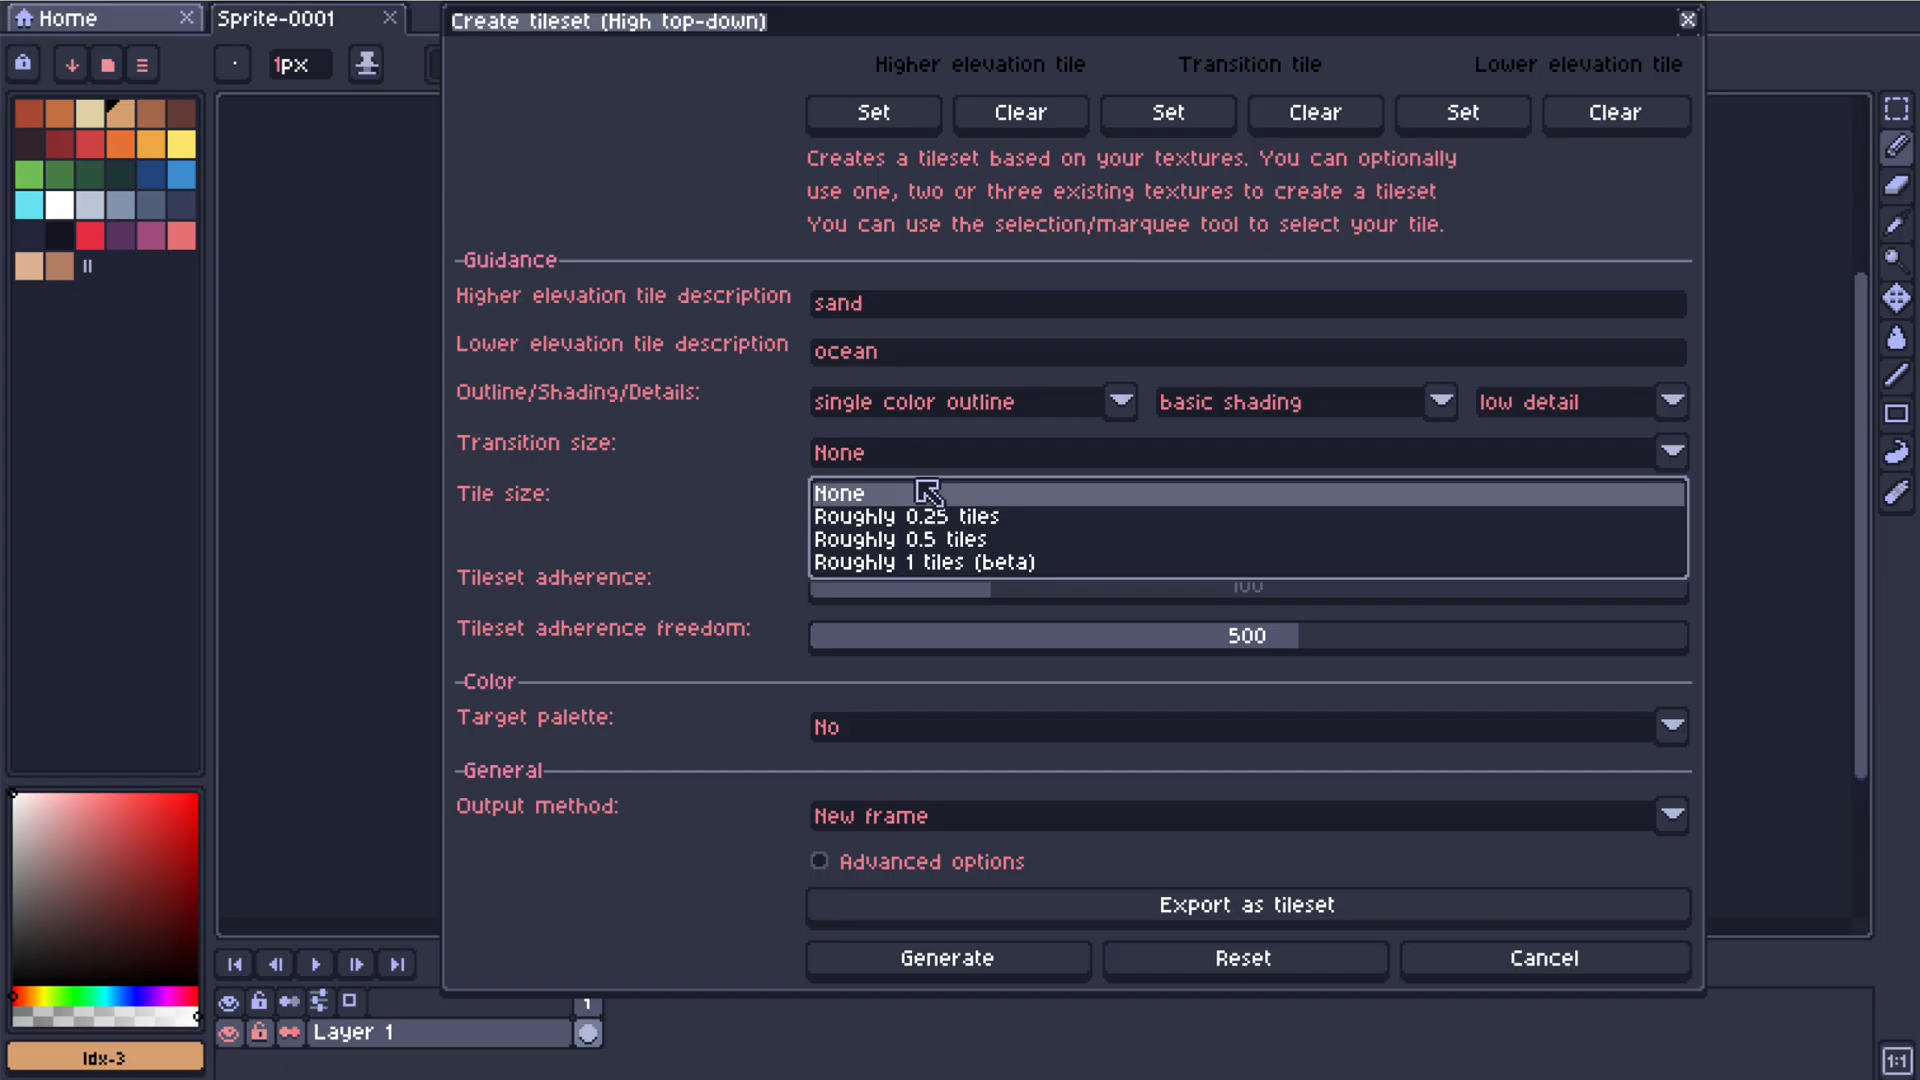 Home
Sprite-0001
Create tileset (High top-down)
1px
Higher elevation tile
Transition tile
Lower elevation tile
Set
Clear
Set
Clear
Set
Clear
Creates a tileset based on your textures. You can optionally
use one, two or three existing textures to create a tileset
You can use the selection/marquee tool to select your tile.
Guidance
Higher elevation tile description
sand
Lower elevation tile description
ocean
Outline/Shading/Details:
single color outline
basic shading
low detail
Transition size:
None
Tile size:
None
Roughly 0.25 tiles
Roughly 0.5 tiles
Roughly 1 tiles (beta)
Tileset adherence:
100
Tileset adherence freedom:
500
Color
Target palette:
No
General
Output method:
New frame
Advanced options
Export as tileset
Generate
Reset
Cancel
1
Layer 1
Idx-3
1:1